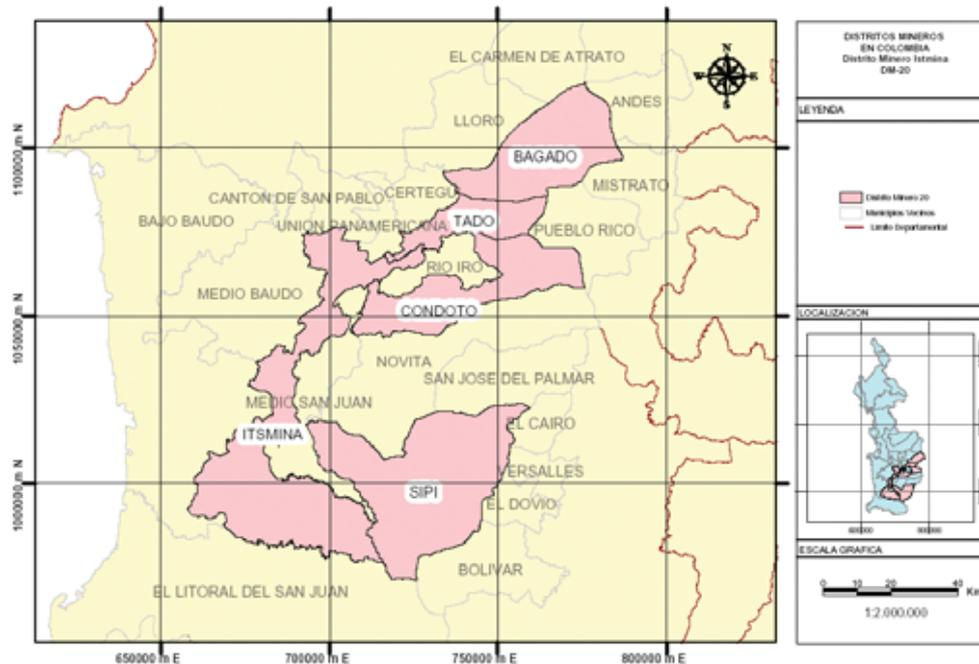 EL CARMEN DE ATRATO
ANDES
LLORO
BAGADO
MISTRATO
CANTON DE SAN PABLO
CERTEGU
BAJO BAUDO
UNION PANAMERICANA
TADO
PUEBLO RICO
RIO IRO
MEDIO BAUDO
CONDOTO
NOVITA
SAN JOSE DEL PALMAR
MEDIO SAN JUAN
EL CAIRO
ITSMINA
VERSALLES
SIPI
EL DOVIO
BOLIVAR
EL LITORAL DEL SAN JUAN
N
W E
S
1100000 m N
1050000 m N
1000000 m N
650000 m E
700000 m E
750000 m E
800000 m E
DISTRITOS MINEROS
EN COLOMBIA
Distrito Minero Istmina
DM-20
LEYENDA
Distrito Minero 20
Municipios Vecinos
Limite Departamental
LOCALIZACION
600000 800000
ESCALA GRAFICA
0 10 20 40 Km
1:2.000.000